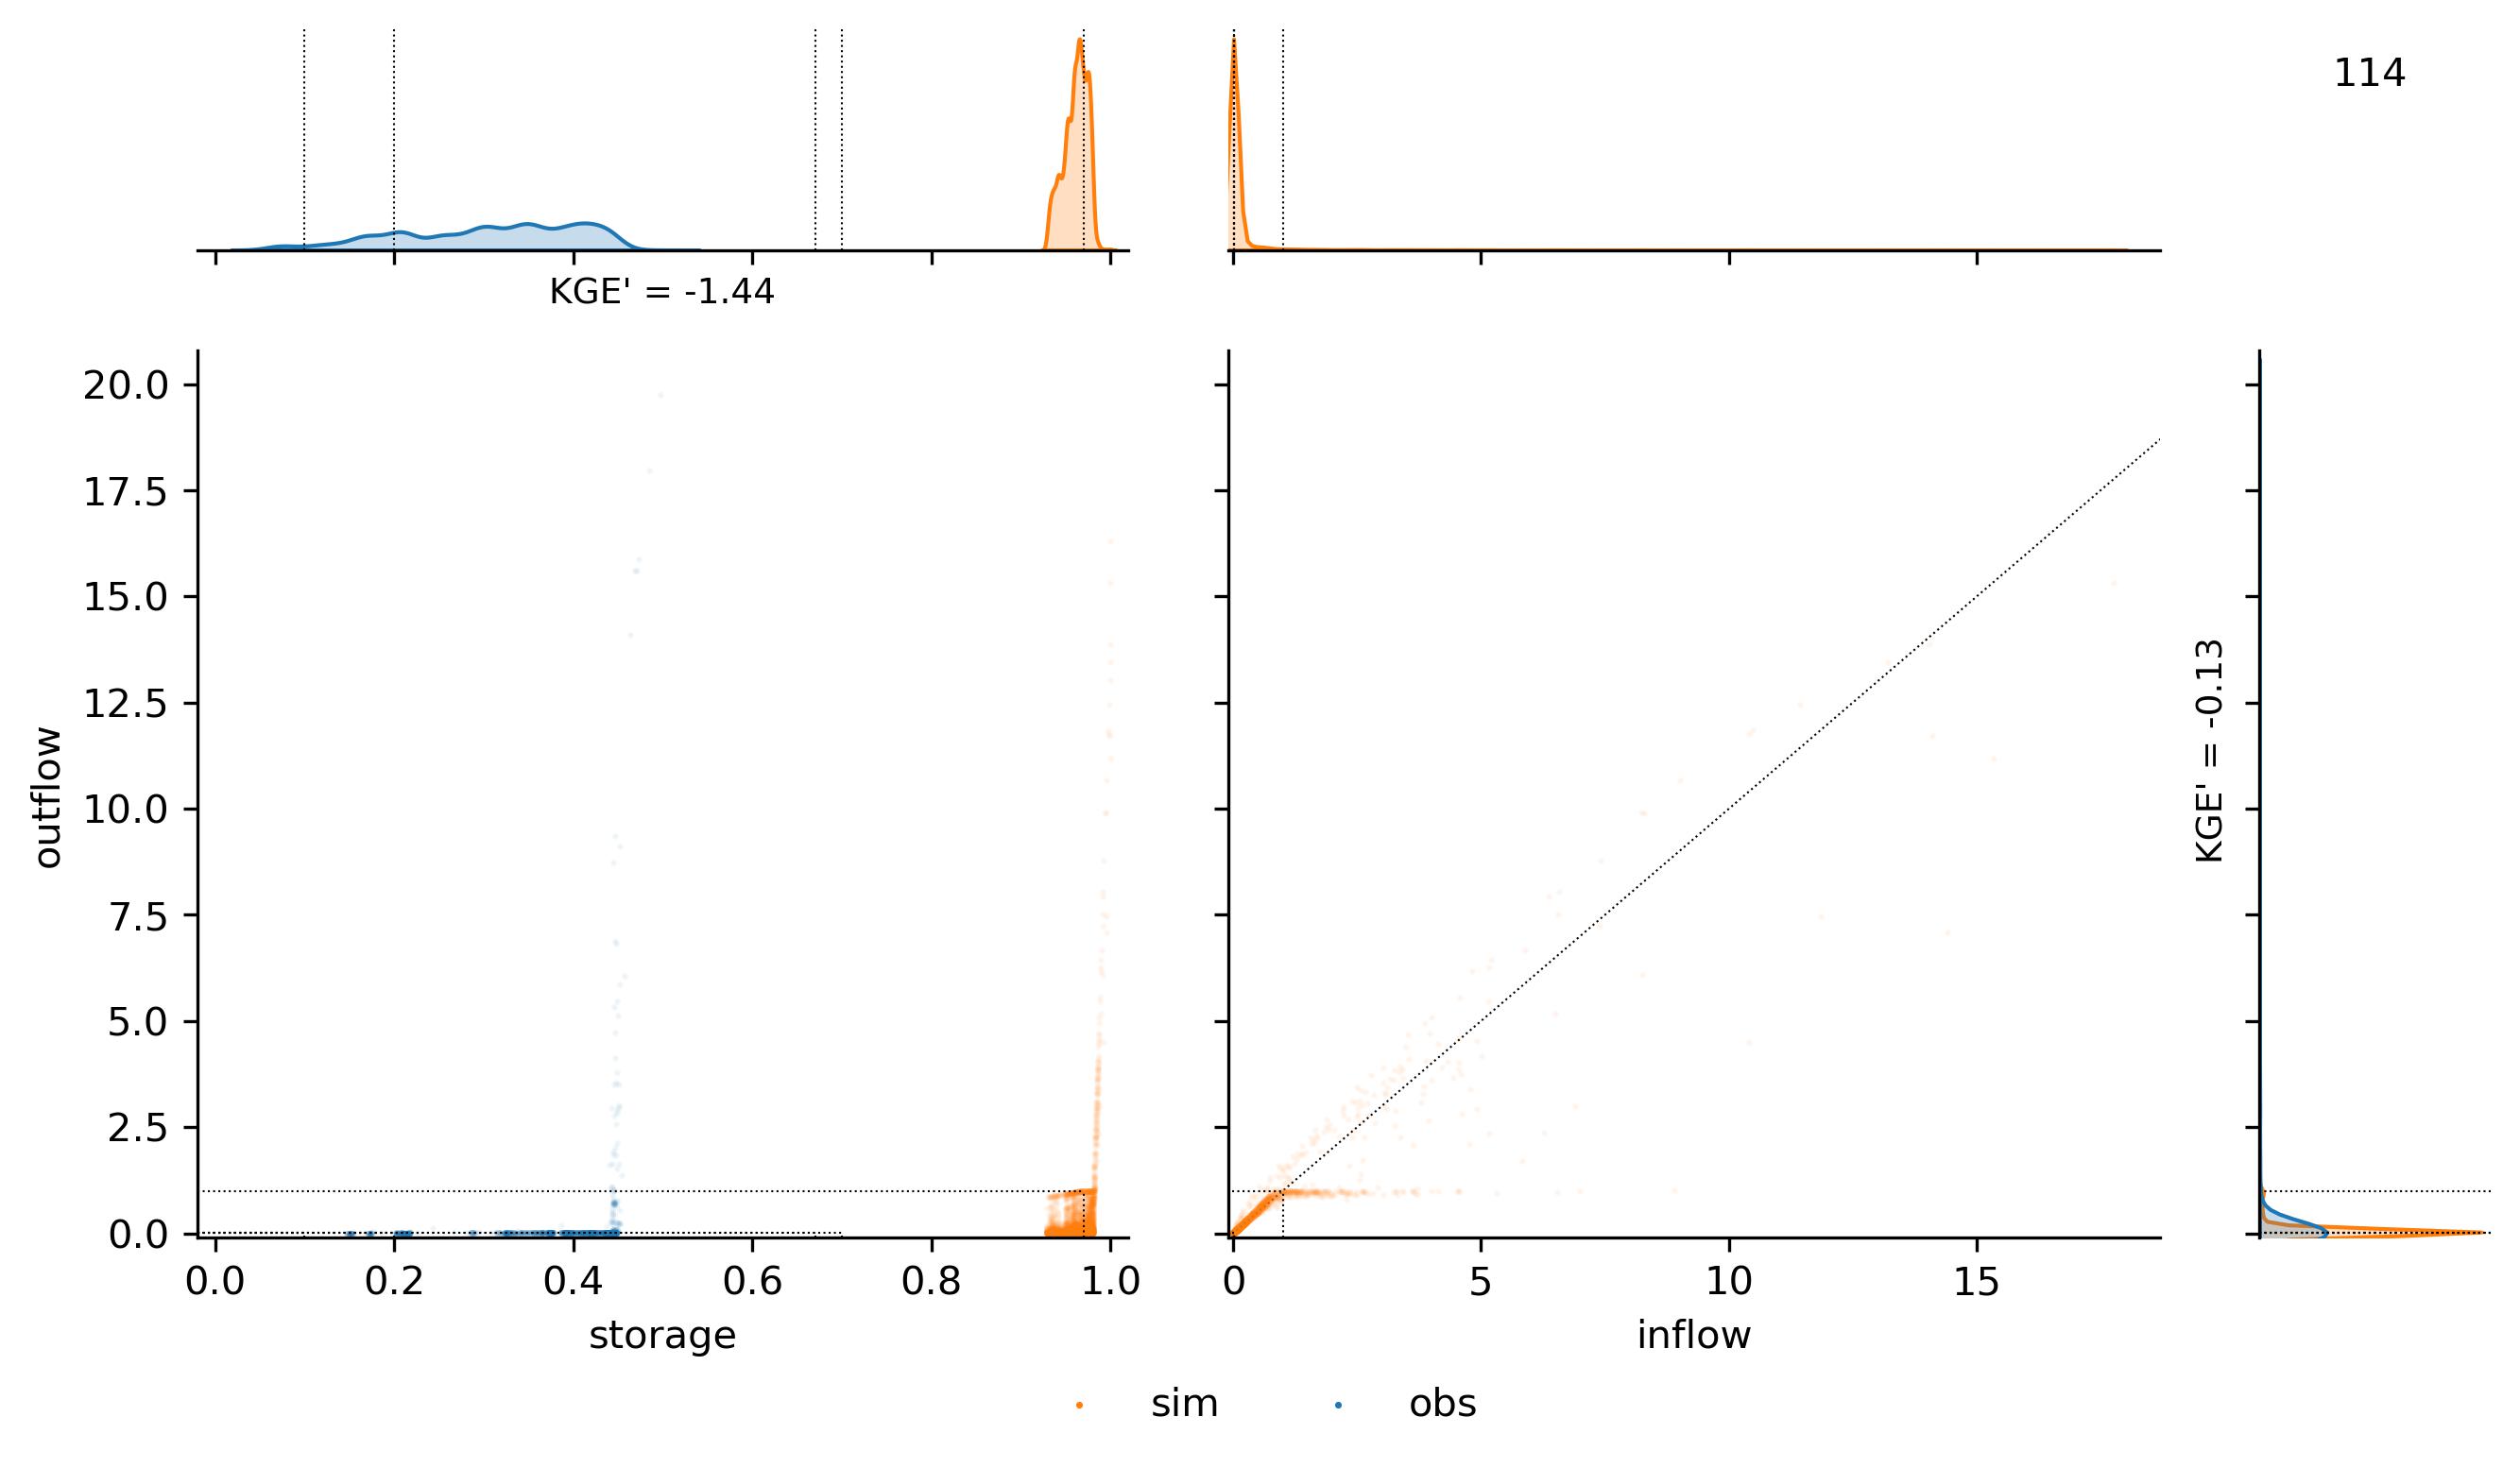 114
KGE' = -1.44
20.0
17.5
15.0
12.5
10.0
7.5
5.0
2.5
0.0
outflow
KGE' = -0.13
0.0 0.2 0.4 0.6 0.8 1.0
0 5 10 15
storage
inflow
sim obs